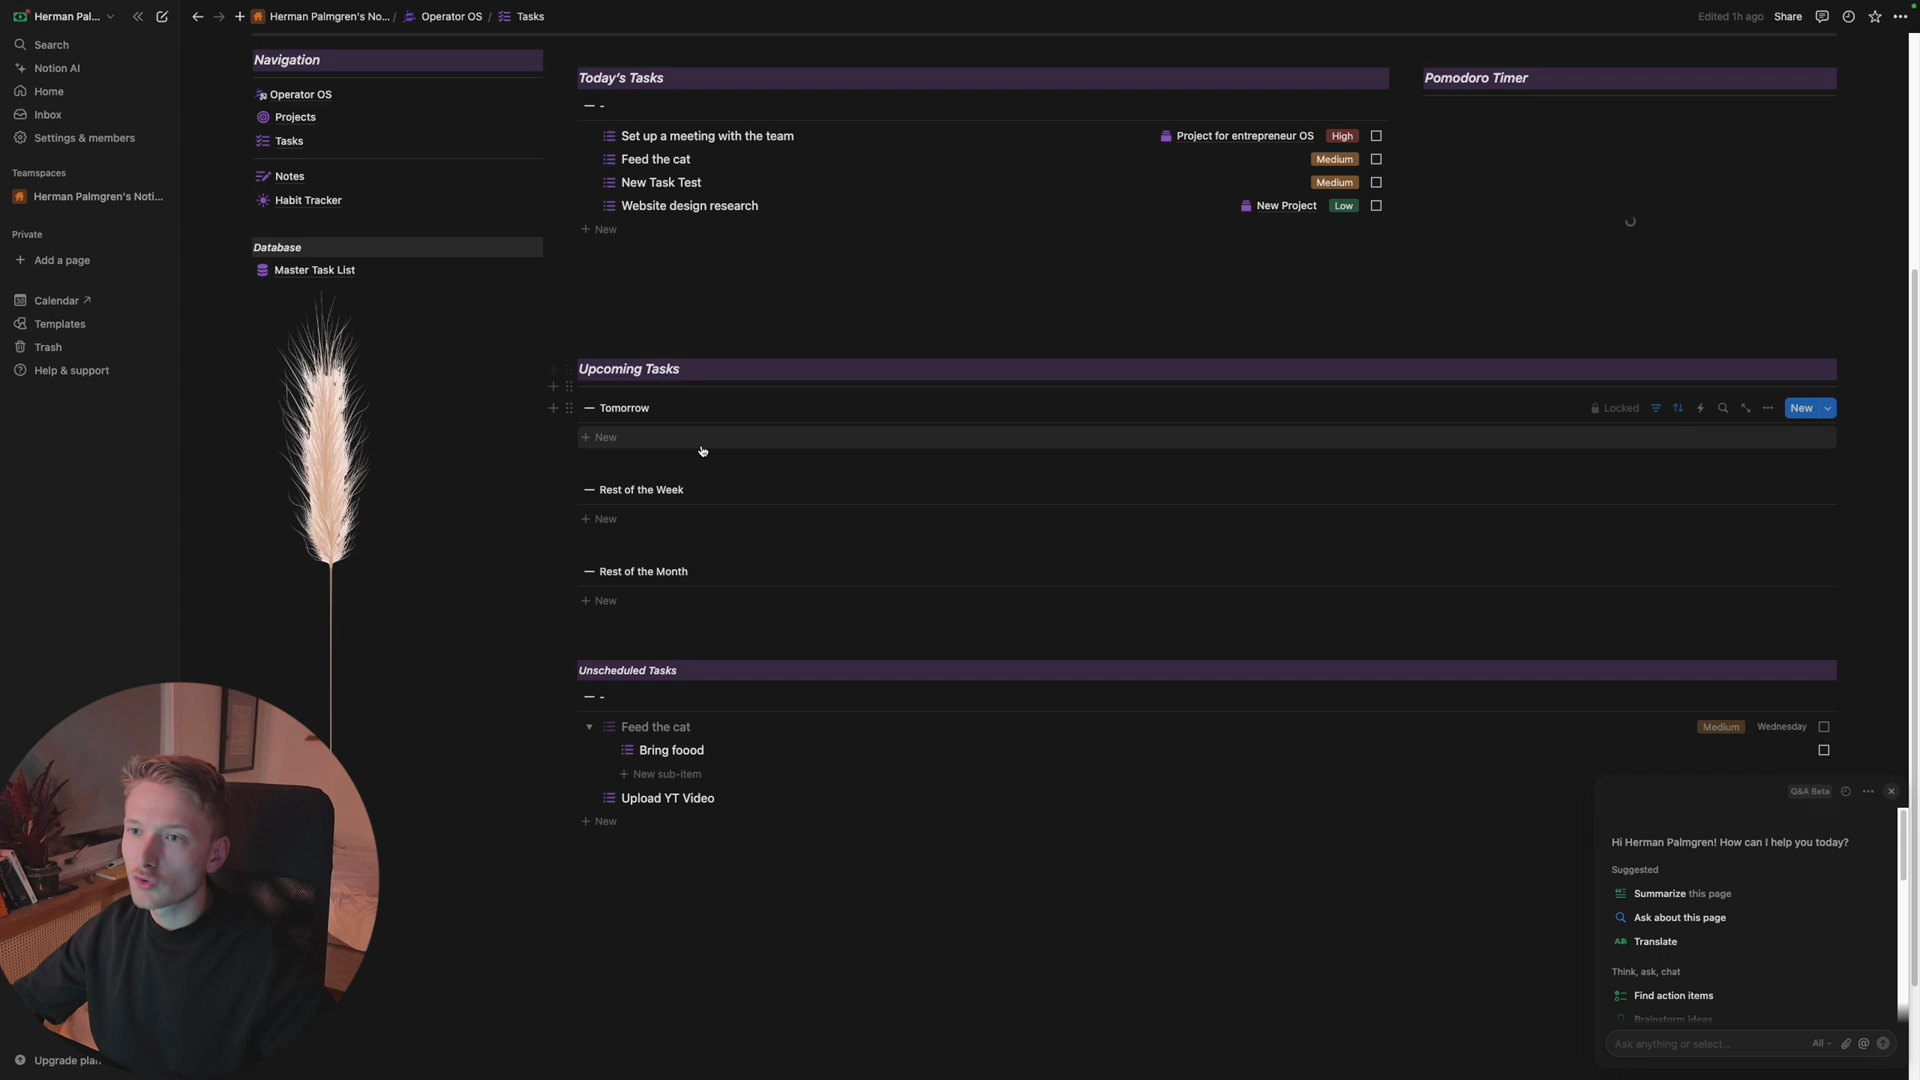 Herman Pal...
Herman Palmgren's No... / Operator OS / Tasks
Edited 1h ago
Share
Search
Notion AI
Home
Inbox
Settings & members
Teamspaces
Herman Palmgren's Noti...
Private
Add a page
Calendar
Templates
Trash
Help & support
Upgrade plan
Navigation
Operator OS
Projects
Tasks
Notes
Habit Tracker
Database
Master Task List
Today's Tasks
-
Set up a meeting with the team Project for entrepreneur OS High
Feed the cat Medium
New Task Test Medium
Website design research New Project Low
+ New
Pomodoro Timer
Upcoming Tasks
Tomorrow
Locked New
+ New
Rest of the Week
+ New
Rest of the Month
+ New
Unscheduled Tasks
-
Feed the cat Medium Wednesday
Bring foood
+ New sub-item
Upload YT Video
+ New
Q&A Beta
Hi Herman Palmgren! How can I help you today?
Suggested
Summarize this page
Ask about this page
Translate
Think, ask, chat
Find action items
Brainstorm ideas
Ask anything or select...
All